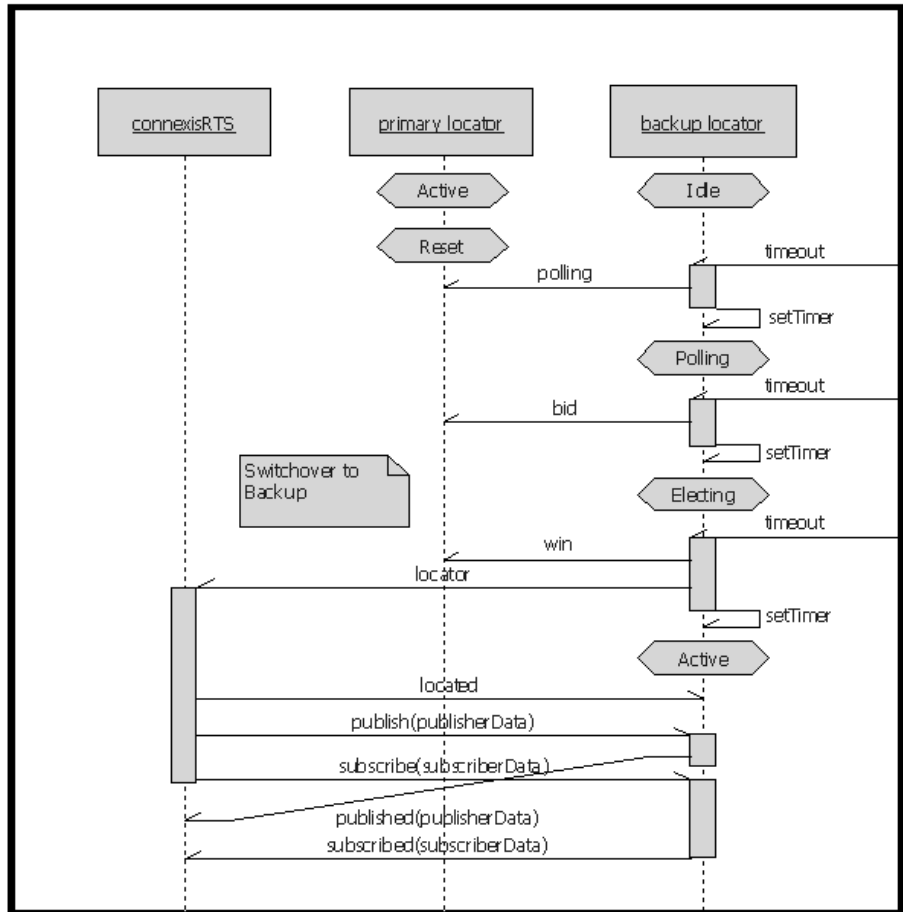 connexisRTS
primary locator
backup locator
Active
Idle
Reset
timeout
polling
setTimer
Polling
timeout
bid
setTimer
Switchover to
Backup
Electing
timeout
win
locator
setTimer
Active
located
publish(publisherData)
subscribe(subscriberData)
published(publisherData)
subscribed(subscriberData)